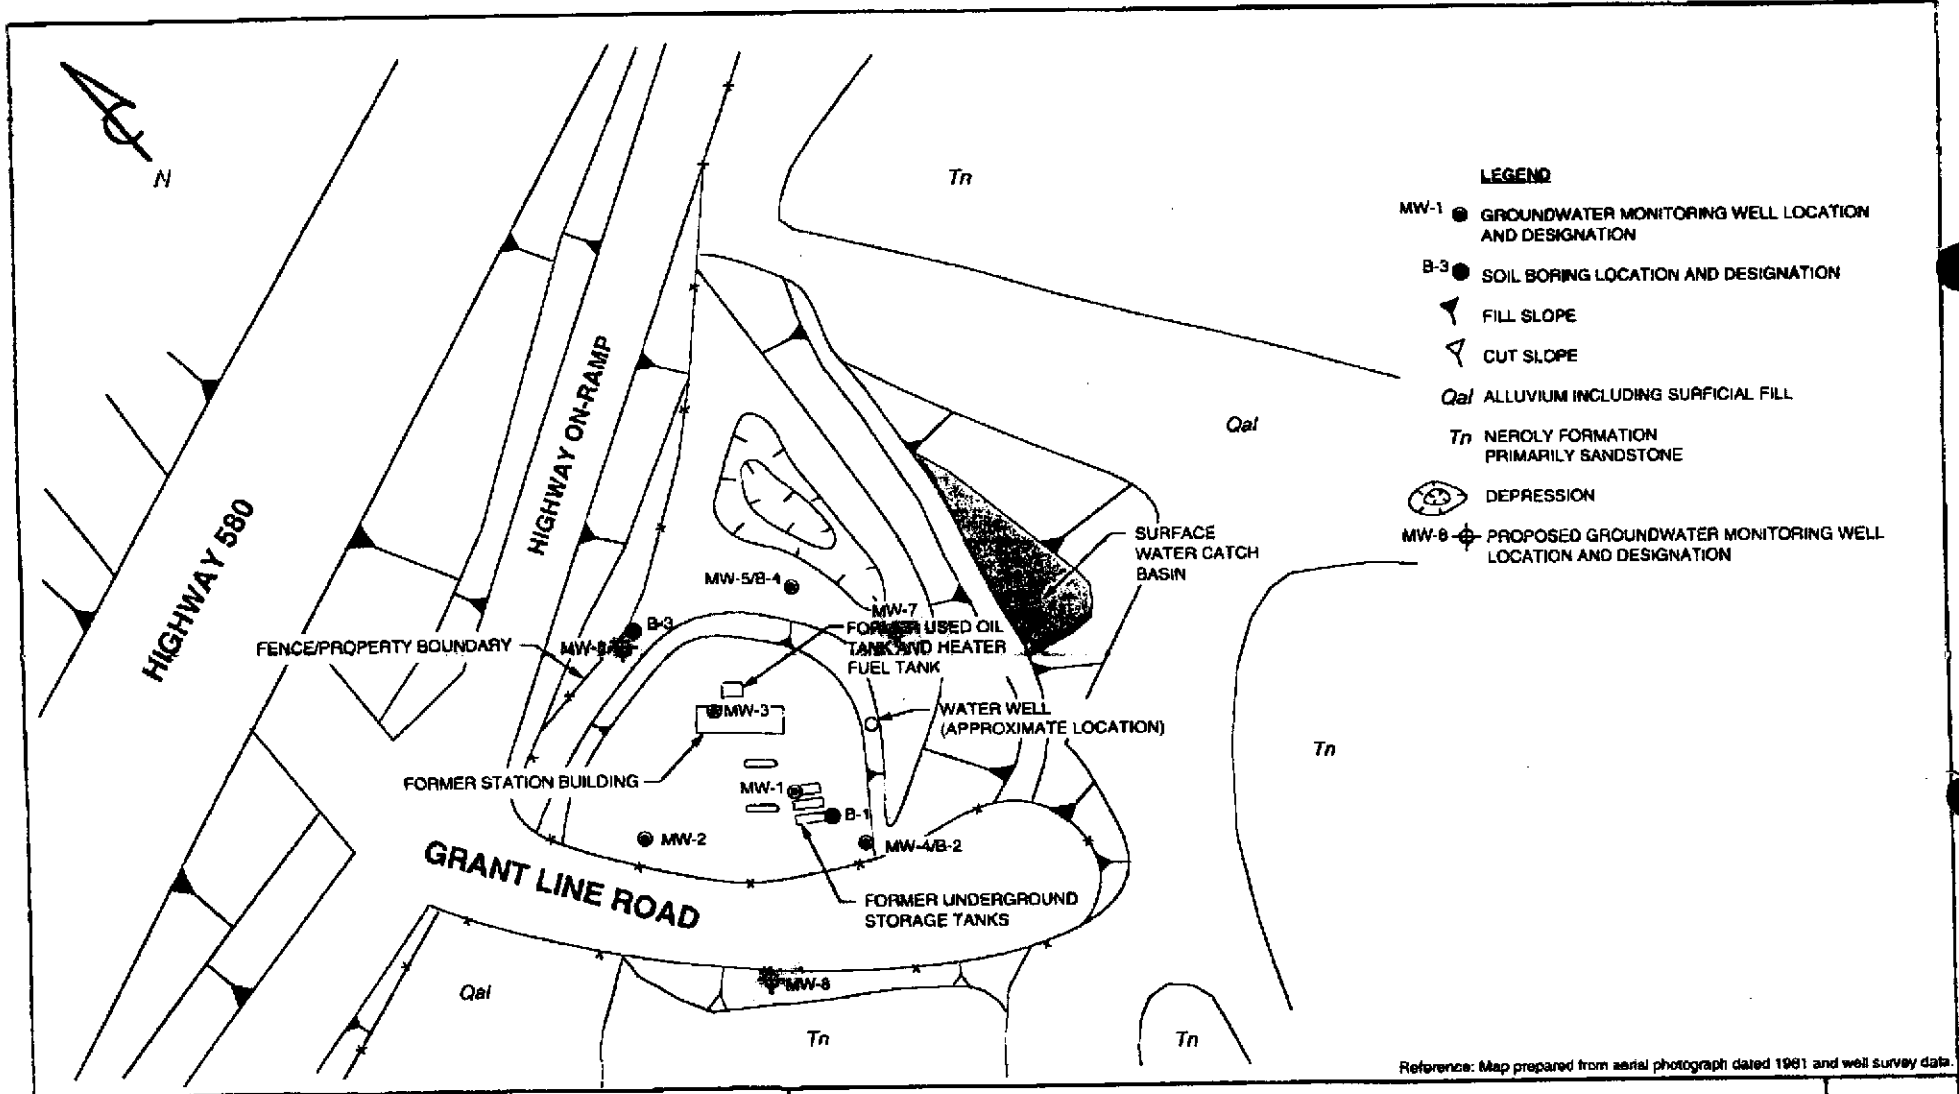 N
Tn
LEGEND
MW-1
GROUNDWATER MONITORING WELL LOCATION
AND DESIGNATION
B-3
SOIL BORING LOCATION AND DESIGNATION
FILL SLOPE
CUT SLOPE
Qal
ALLUVIUM INCLUDING SURFICIAL FILL
Tn
NEROLY FORMATION
PRIMARILY SANDSTONE
DEPRESSION
MW-8
PROPOSED GROUNDWATER MONITORING WELL
LOCATION AND DESIGNATION
Qal
HIGHWAY ON-RAMP
HIGHWAY 580
SURFACE
WATER CATCH
BASIN
MW-5/B-4
MW-7
B-3
FENCE/PROPERTY BOUNDARY
FORMER USED OIL
TANK AND HEATER
FUEL TANK
MW-3
WATER WELL
(APPROXIMATE LOCATION)
Tn
FORMER STATION BUILDING
MW-1
B-1
MW-2
MW-4/B-2
GRANT LINE ROAD
FORMER UNDERGROUND
STORAGE TANKS
Qal
MW-8
Tn
Tn
Reference: Map prepared from aerial photograph dated 1981 and well survey data.